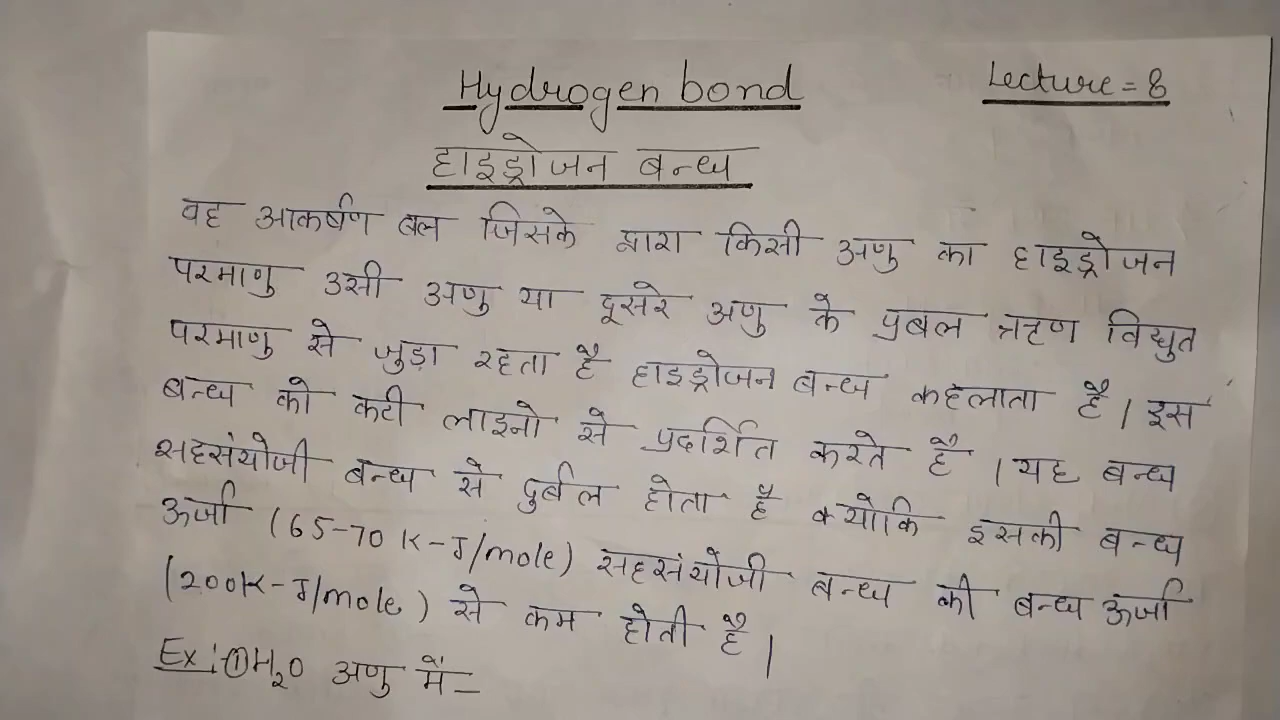 Hydrogen bond
Lecture = 8
हाइड्रोजन बन्ध
वह आकर्षण बल जिसके द्वारा किसी अणु का हाइड्रोजन
परमाणु उसी अणु या दूसरे अणु के प्रबल ऋण विद्युत
परमाणु से जुड़ा रहता है हाइड्रोजन बन्ध कहलाता है। इस
बन्ध को कटी लाइनो से प्रदर्शित करते है। यह बन्ध
सहसंयोजी बन्ध से दुर्बल होता है क्योकि इसकी बन्ध
ऊर्जा (65-70 K-J/mole) सहसंयोजी बन्ध की बन्ध ऊर्जा
(200K-J/mole) से कम होती है।
Ex:① H₂O अणु में-